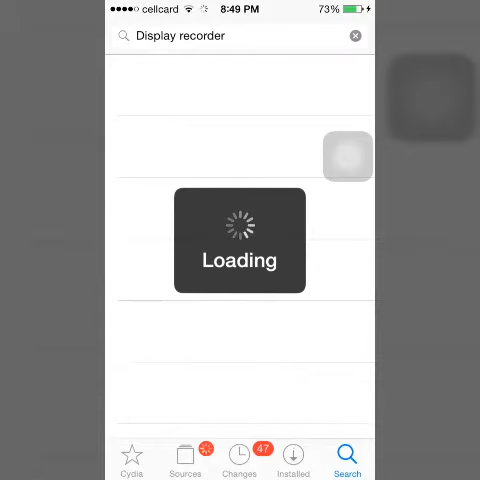 cellcard 8:49 PM 73%
Display recorder
Loading
47
Cydia Sources Changes Installed Search